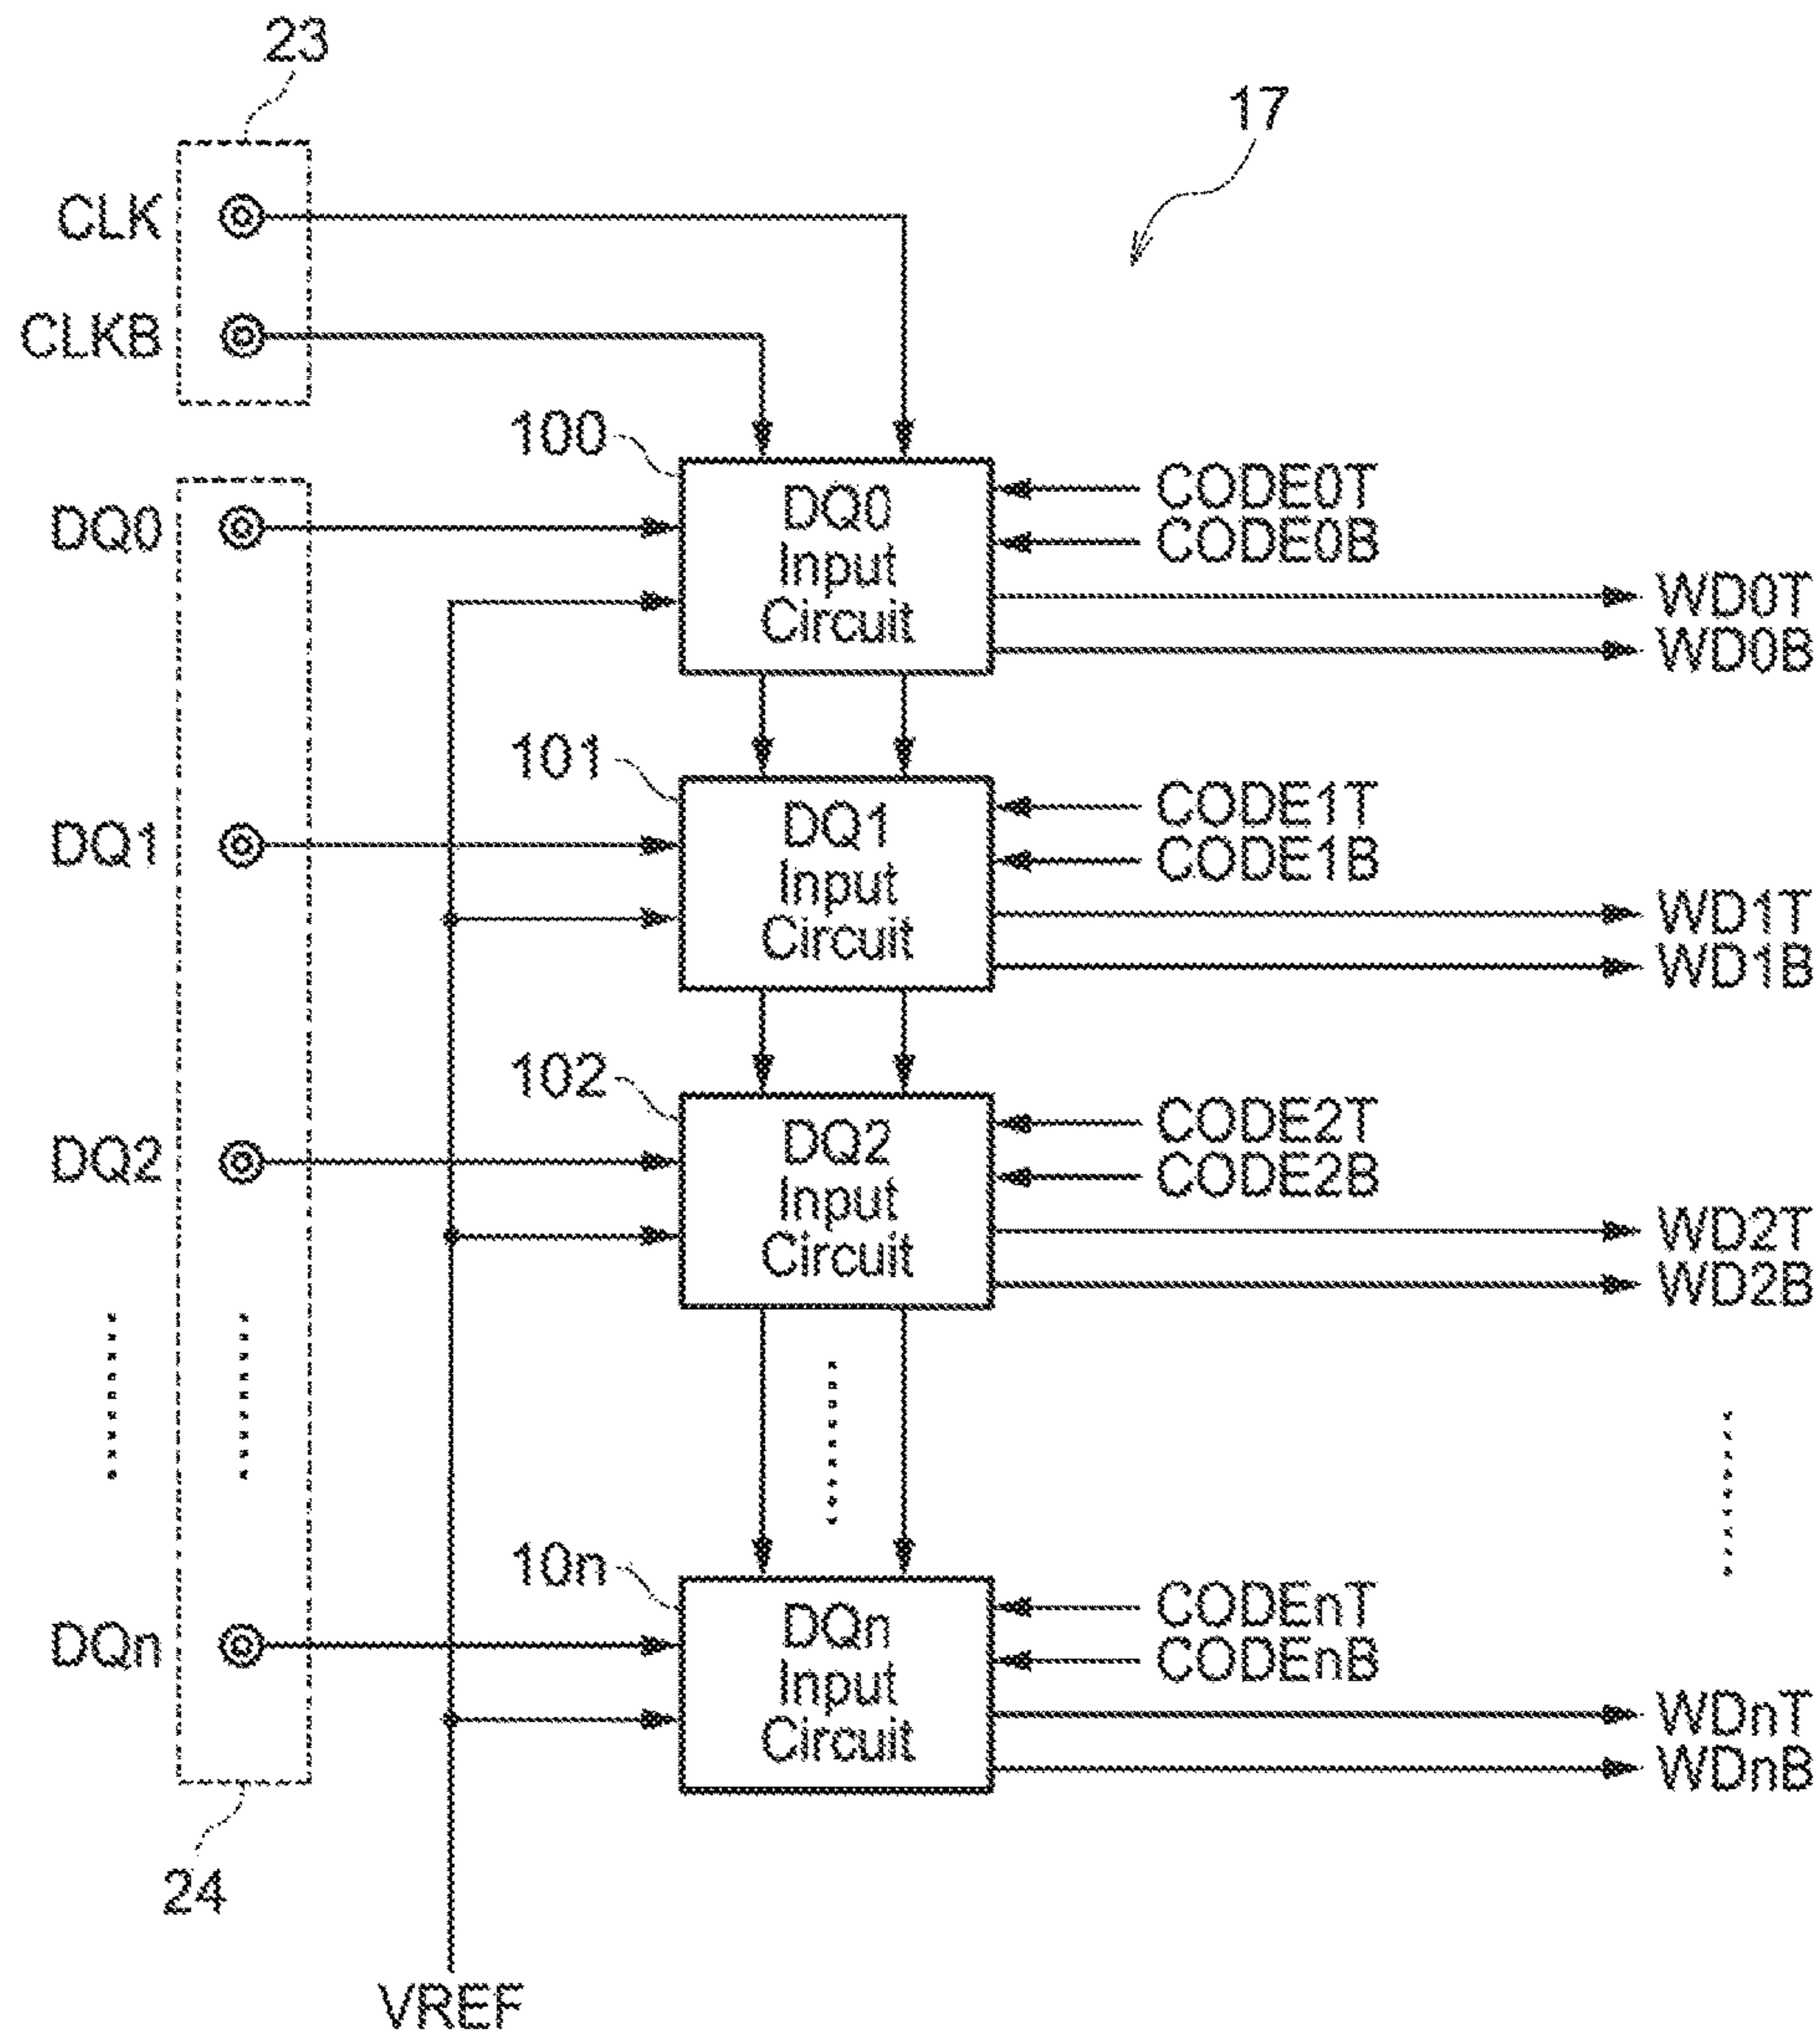 23
17
CLK
CLKB
100
DQ0
DQ0
Input
Circuit
CODE0T
CODE0B
WD0T
WD0B
101
DQ1
DQ1
Input
Circuit
CODE1T
CODE1B
WD1T
WD1B
102
DQ2
DQ2
Input
Circuit
CODE2T
CODE2B
WD2T
WD2B
10n
DQn
DQn
Input
Circuit
CODEnT
CODEnB
WDnT
WDnB
24
VREF